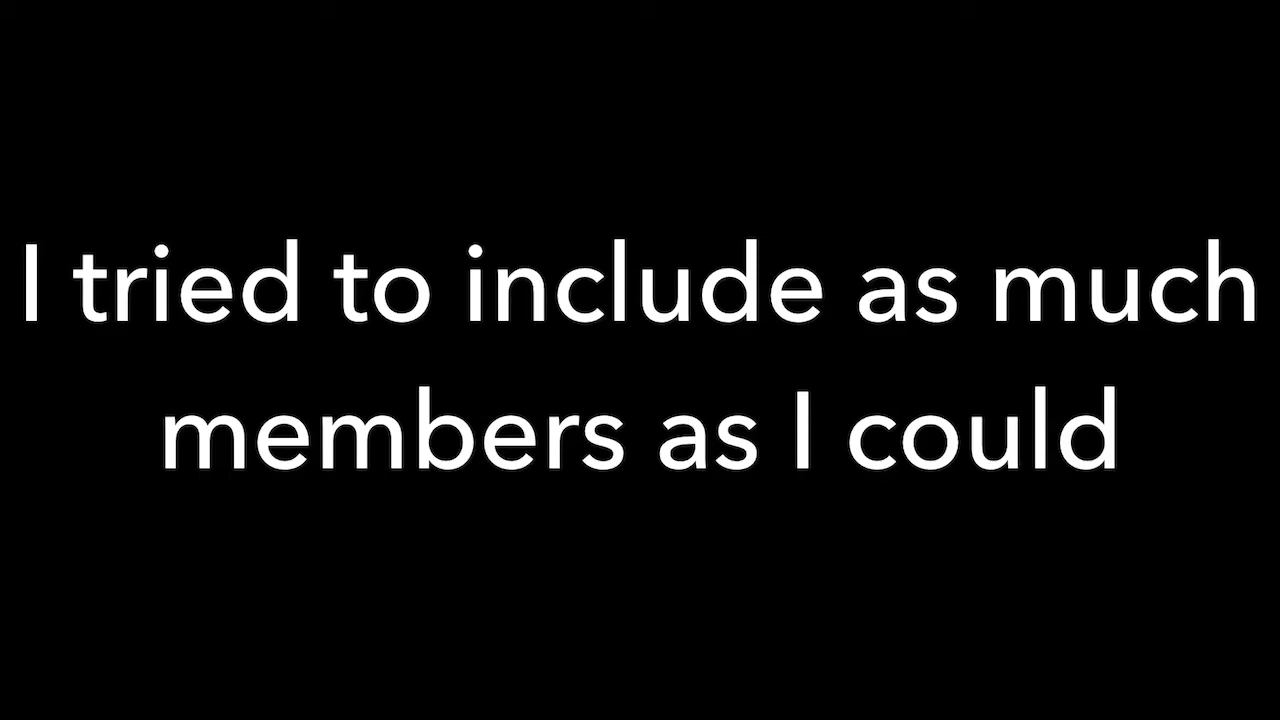 I tried to include as much
members as I could